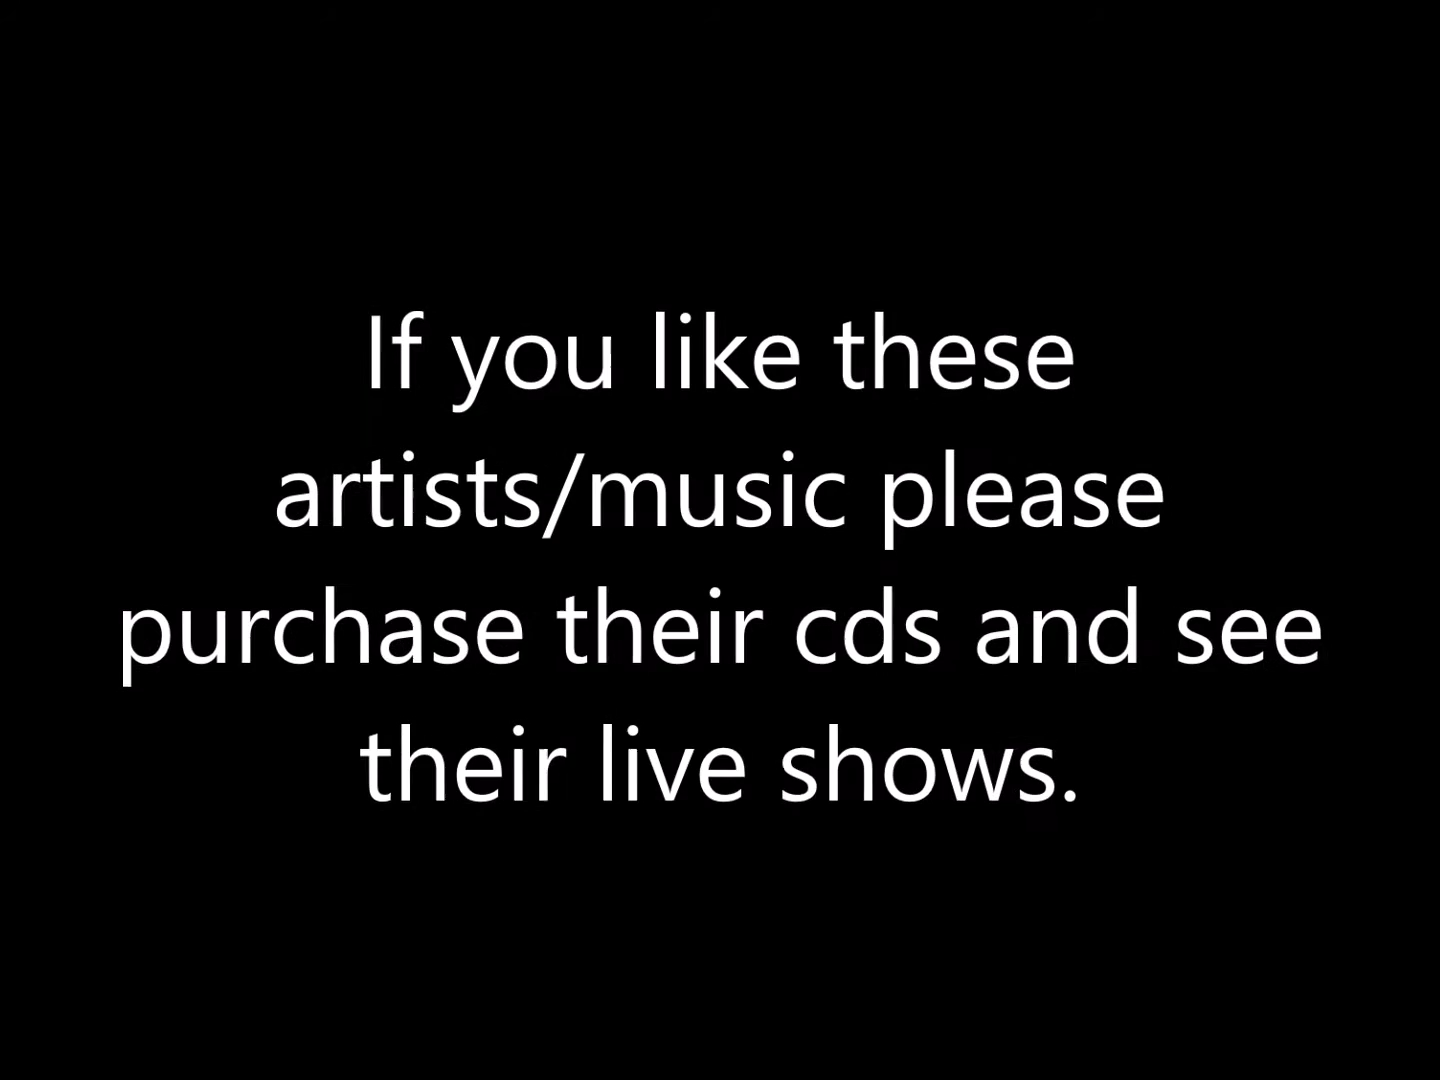 If you like these
artists/music please
purchase their cds and see
their live shows.